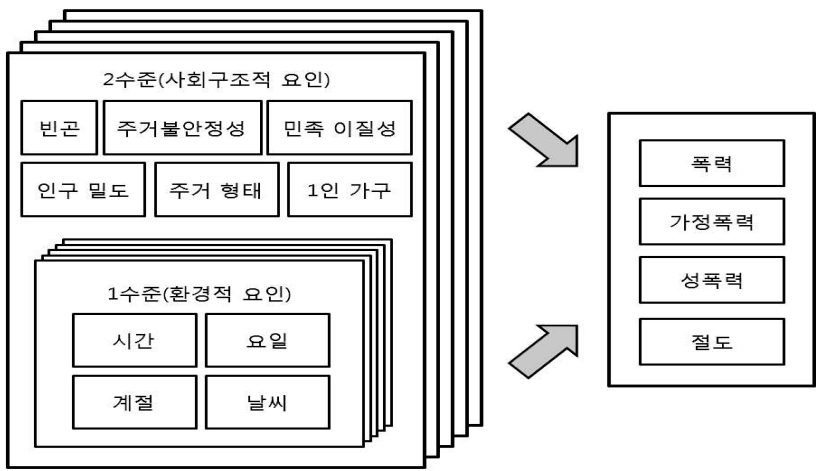 2수준(사회구조적 요인)
빈곤 주거불안정성 민족 이질성
인구 밀도 주거 형태 1인 가구
1수준(환경적 요인)
시간 요일
계절 날씨
폭력
가정폭력
성폭력
절도